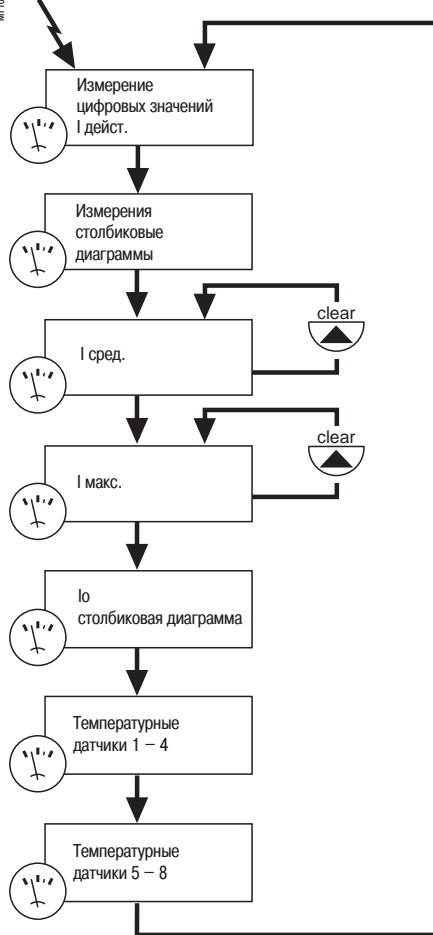 Измерение
цифровых значений
I дейст.
Измерения
столбиковые
диаграммы
clear
I сред.
clear
I макс.
Io
столбиковая диаграмма
Температурные
датчики 1 – 4
Температурные
датчики 5 – 8